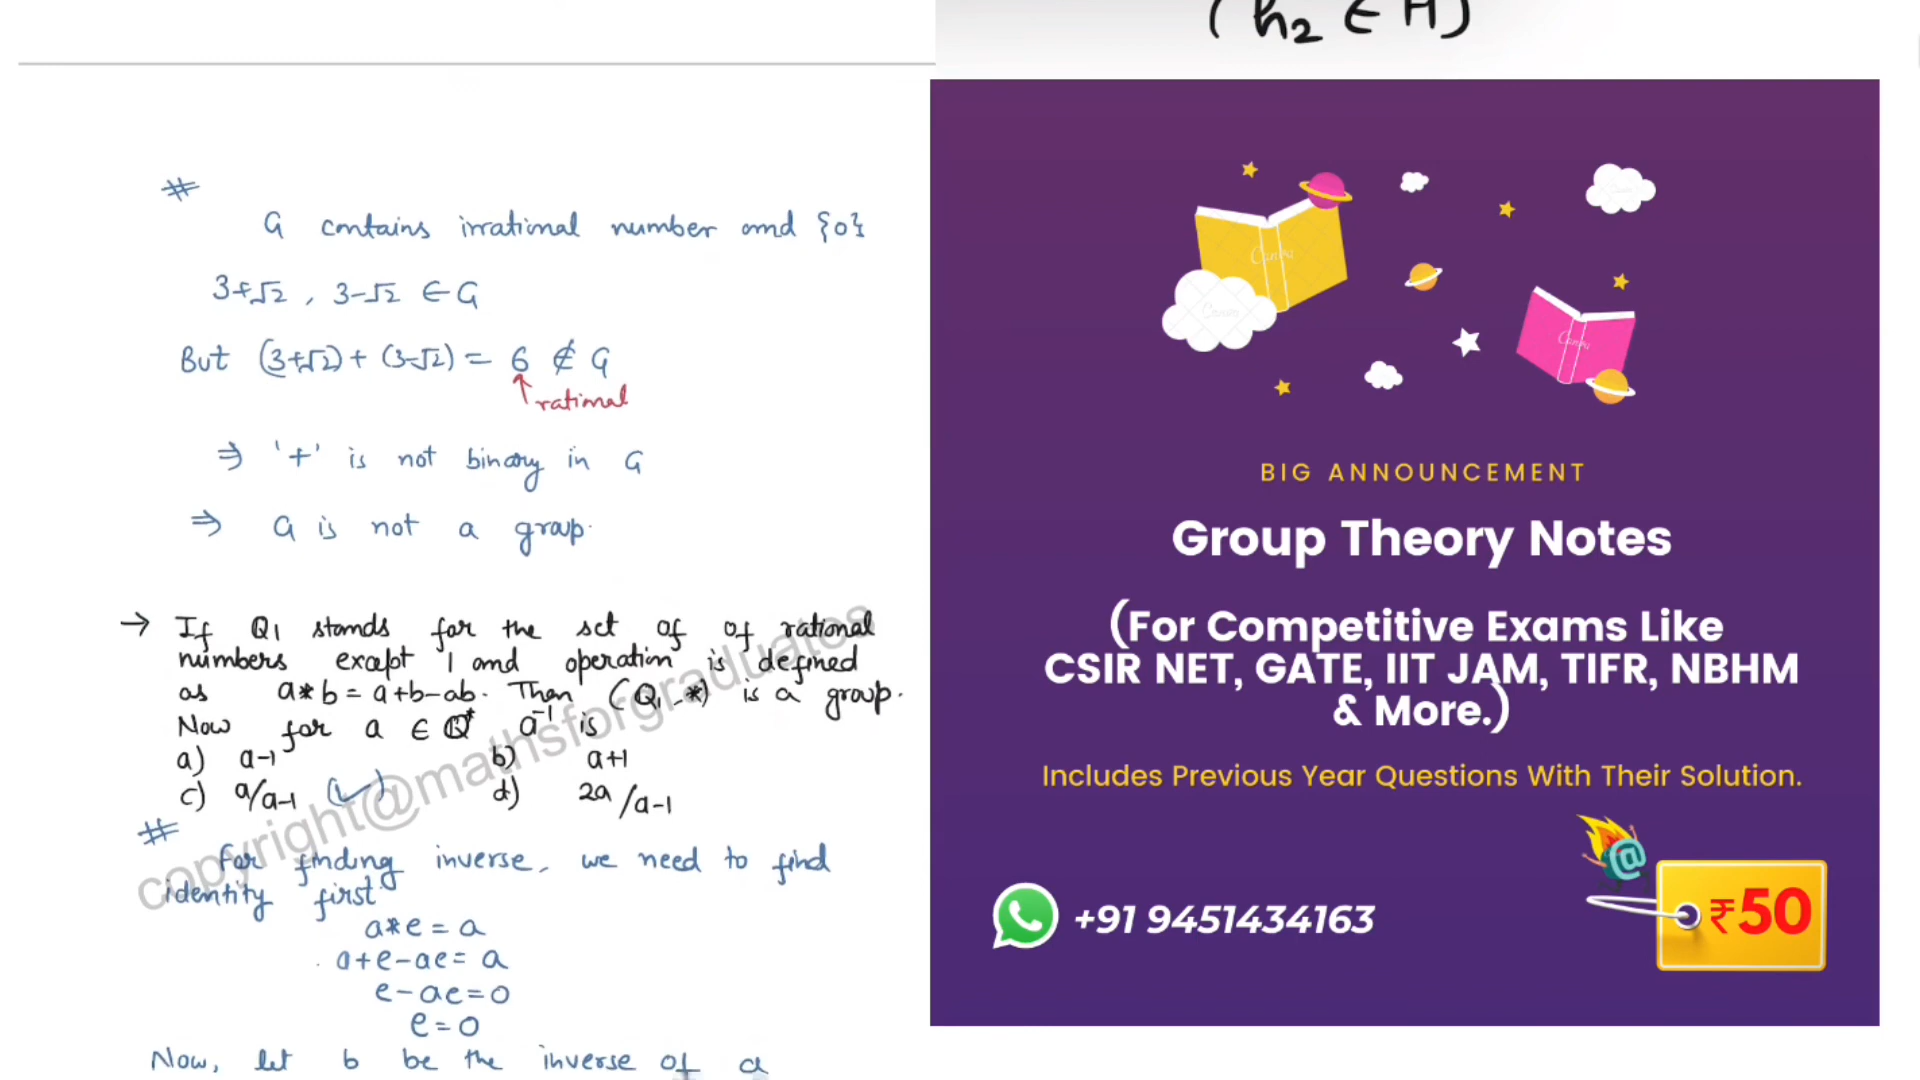 (h₂ ∈ H)
#
G contains irrational number and {0}
3+√2 , 3-√2 ∈ G
But (3+√2) + (3-√2) = 6 ∉ G
↑ rational
⇒ '+' is not binary in G
⇒ G is not a group.
→ If Q1 stands for the set of of rational
numbers except 1 and operation is defined
as a*b = a+b-ab. Then (Q1, *) is a group.
Now for a ∈ Q* a⁻¹ is
a) a-1 b) a+1
c) a/a-1 (✓) d) 2a/a-1
#
For finding inverse, we need to find
identity first.
a*e = a
a+e-ae = a
e-ae=0
e=0
Now, let b be the inverse of a
copyright@mathsforgraduates
Canva
Canva
Canva
BIG ANNOUNCEMENT
Group Theory Notes
(For Competitive Exams Like
CSIR NET, GATE, IIT JAM, TIFR, NBHM
& More.)
Includes Previous Year Questions With Their Solution.
+91 9451434163
@
₹50